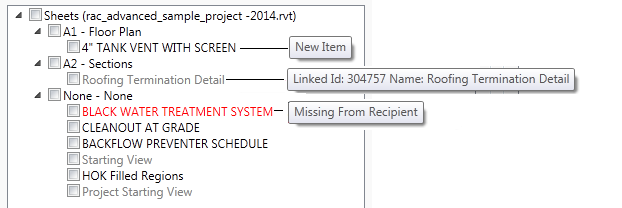 Sheets (rac_advanced_sample_project -2014.rvt)
A1 - Floor Plan
4" TANK VENT WITH SCREEN New Item
A2 - Sections
Roofing Termination Detail Linked Id: 304757 Name: Roofing Termination Detail
None - None
BLACK WATER TREATMENT SYSTEM Missing From Recipient
CLEANOUT AT GRADE
BACKFLOW PREVENTER SCHEDULE
Starting View
HOK Filled Regions
Project Starting View